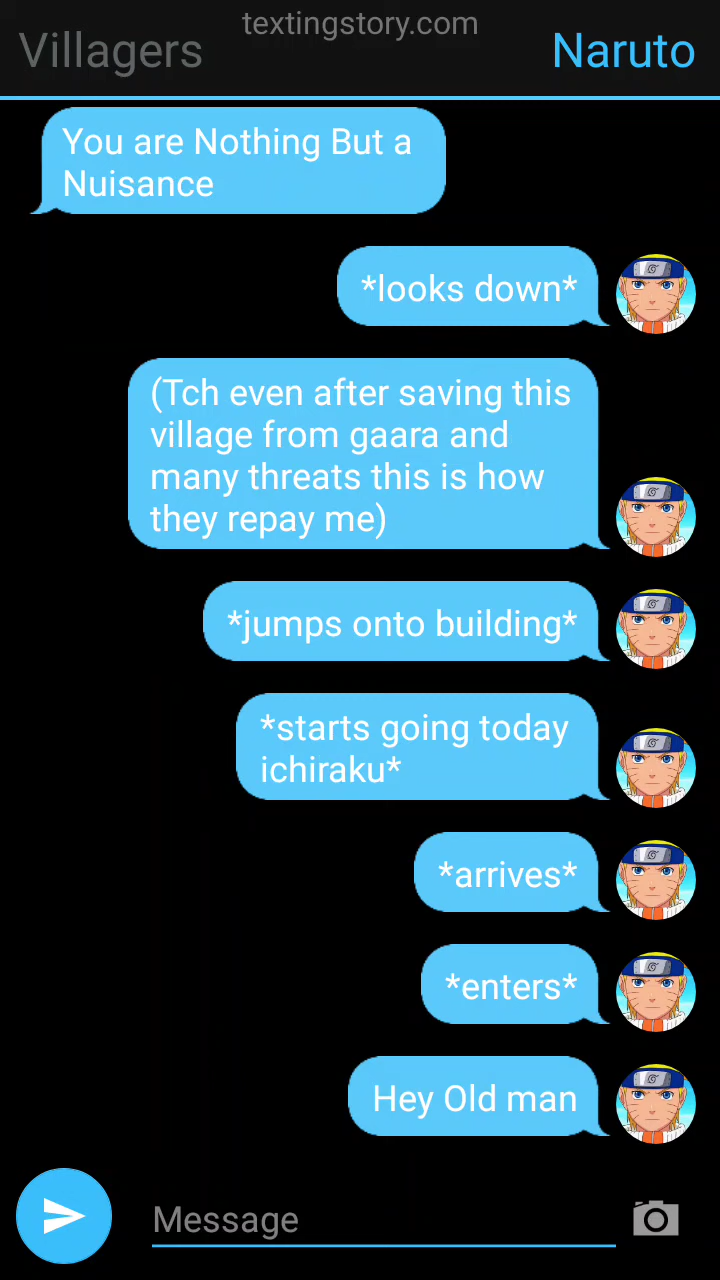 textingstory.com
Villagers
Naruto
You are Nothing But a
Nuisance
*looks down*
(Tch even after saving this
village from gaara and
many threats this is how
they repay me)
*jumps onto building*
*starts going today
ichiraku*
*arrives*
*enters*
Hey Old man
Message